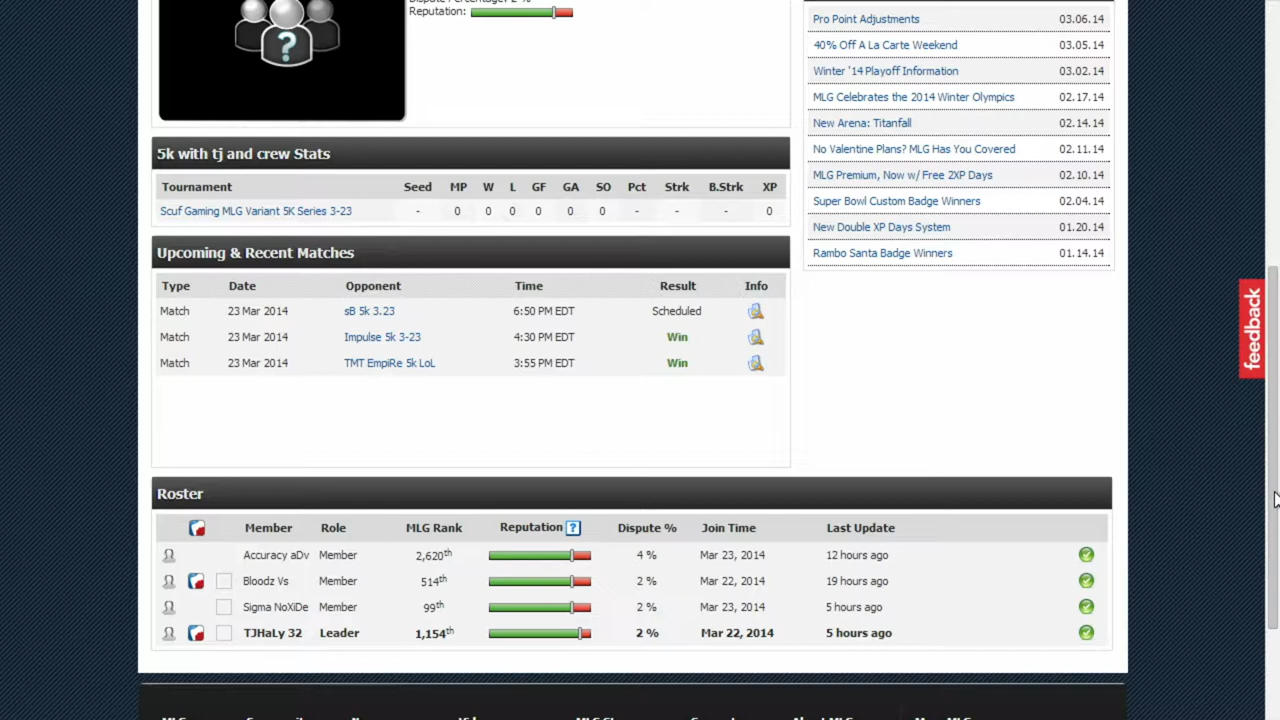 Reputation:
Pro Point Adjustments 03.06.14
40% Off A La Carte Weekend 03.05.14
Winter '14 Playoff Information 03.02.14
MLG Celebrates the 2014 Winter Olympics 02.17.14
New Arena: Titanfall 02.14.14
No Valentine Plans? MLG Has You Covered 02.11.14
MLG Premium, Now w/ Free 2XP Days 02.10.14
Super Bowl Custom Badge Winners 02.04.14
New Double XP Days System 01.20.14
Rambo Santa Badge Winners 01.14.14
5k with tj and crew Stats
Tournament Seed MP W L GF GA SO Pct Strk B.Strk XP
Scuf Gaming MLG Variant 5K Series 3-23 - 0 0 0 0 0 0 - - - 0
Upcoming & Recent Matches
Type Date Opponent Time Result Info
Match 23 Mar 2014 sB 5k 3.23 6:50 PM EDT Scheduled
Match 23 Mar 2014 Impulse 5k 3-23 4:30 PM EDT Win
Match 23 Mar 2014 TMT EmpiRe 5k LoL 3:55 PM EDT Win
feedback
Roster
Member Role MLG Rank Reputation ? Dispute % Join Time Last Update
Accuracy aDv Member 2,620th 4 % Mar 23, 2014 12 hours ago
Bloodz Vs Member 514th 2 % Mar 22, 2014 19 hours ago
Sigma NoXiDe Member 99th 2 % Mar 23, 2014 5 hours ago
TJHaLy 32 Leader 1,154th 2 % Mar 22, 2014 5 hours ago